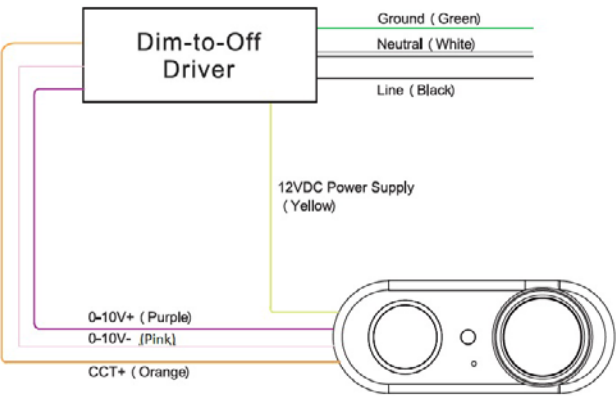 Dim-to-Off
Driver
Ground ( Green)
Neutral ( White)
Line ( Black)
12VDC Power Supply
( Yellow)
0-10V+ ( Purple)
0-10V- (Pink)
CCT+ ( Orange)